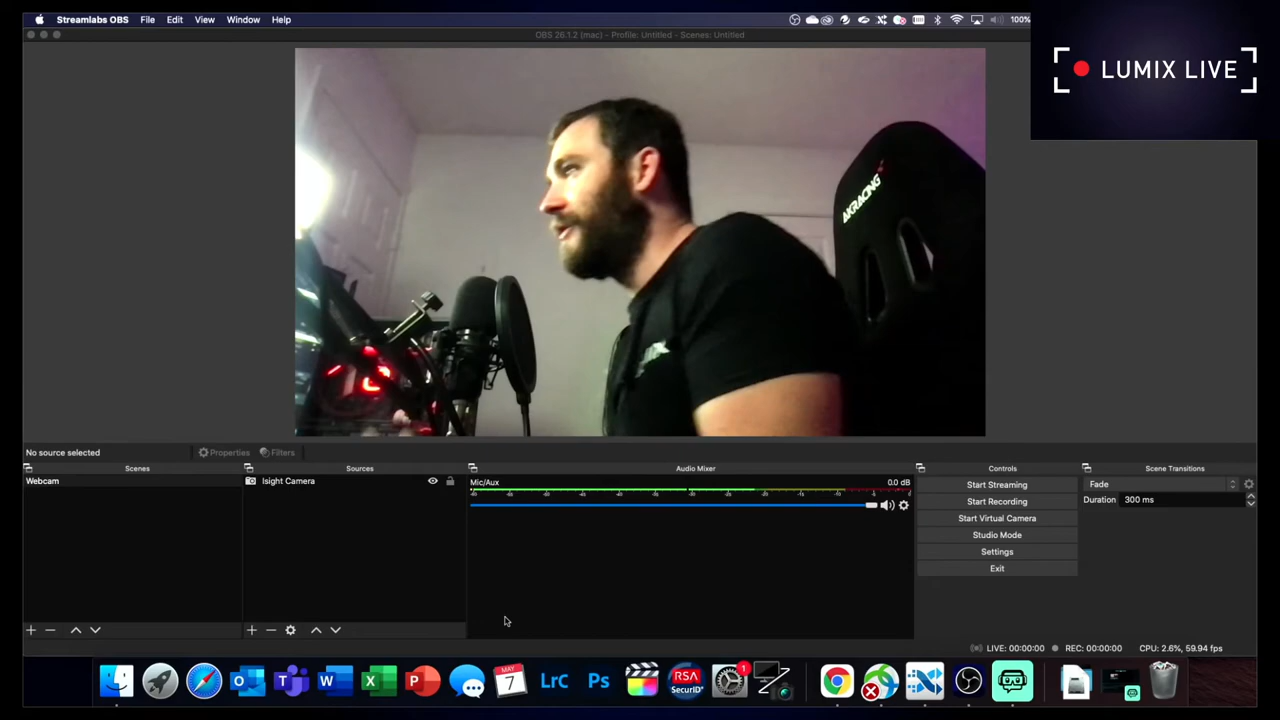 Streamlabs OBS File Edit View Window Help 100%
OBS 26.1.2 (mac) - Profile: Untitled - Scenes: Untitled
LUMIX LIVE
AKRACING
No source selected Properties Filters
Scenes Sources Audio Mixer Controls Scene Transitions
Webcam
Isight Camera
Mic/Aux 0.0 dB
Start Streaming
Start Recording
Start Virtual Camera
Studio Mode
Settings
Exit
Fade
Duration 300 ms
LIVE: 00:00:00 REC: 00:00:00 CPU: 2.6%, 59.94 fps
MAY
7
LrC
Ps
RSA
SecurID
1